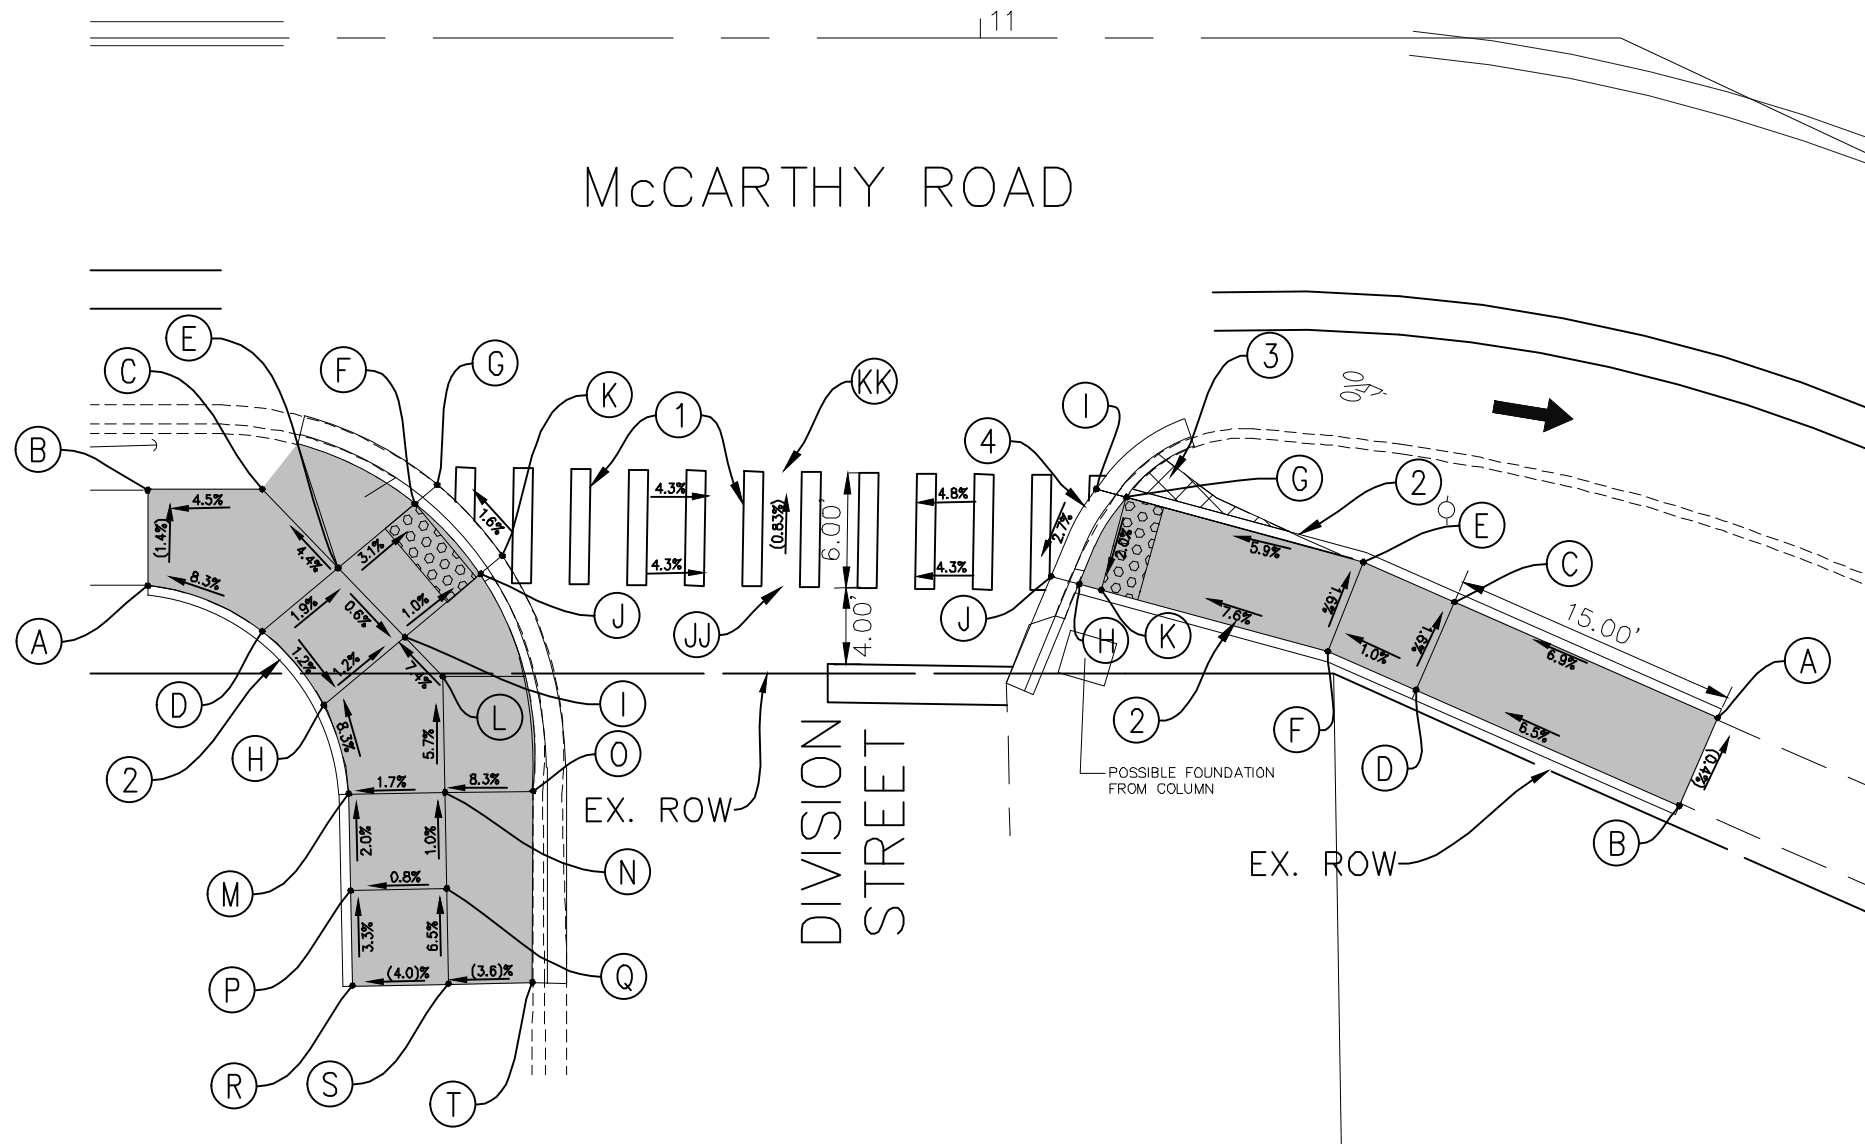 11
McCARTHY ROAD
E
C
F
G
K
B
1
KK
I
3
4
G
2
E
C
4.5%
(1.4%)
8.3%
4.4%
3.1%
1.6%
4.3%
4.3%
(0.83%)
6.00'
4.8%
4.3%
2.7%
(2.0%)
5.9%
7.6%
1.6%
1.0%
1.6%
15.00'
6.9%
6.5%
(0.4%)
A
1.9%
0.6%
1.0%
1.2%
1.2%
7.4%
J
JJ
4.00'
J
H
K
A
D
2
H
8.3%
5.7%
L
I
O
2
F
D
B
1.7%
8.3%
EX. ROW
DIVISION
STREET
POSSIBLE FOUNDATION
FROM COLUMN
EX. ROW
2.0%
1.0%
0.8%
M
N
3.3%
6.5%
(4.0)%
(3.6)%
P
Q
R
S
T